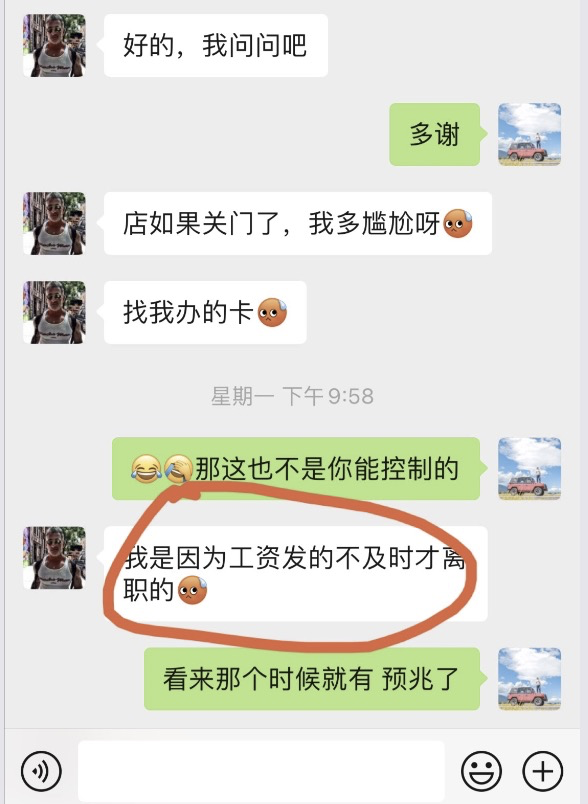 好的，我问问吧
多谢
店如果关门了，我多尴尬呀😥
找我办的卡😥
星期一 下午9:58
😂🤣那这也不是你能控制的
我是因为工资发的不及时才离
职的😥
看来那个时候就有 预兆了